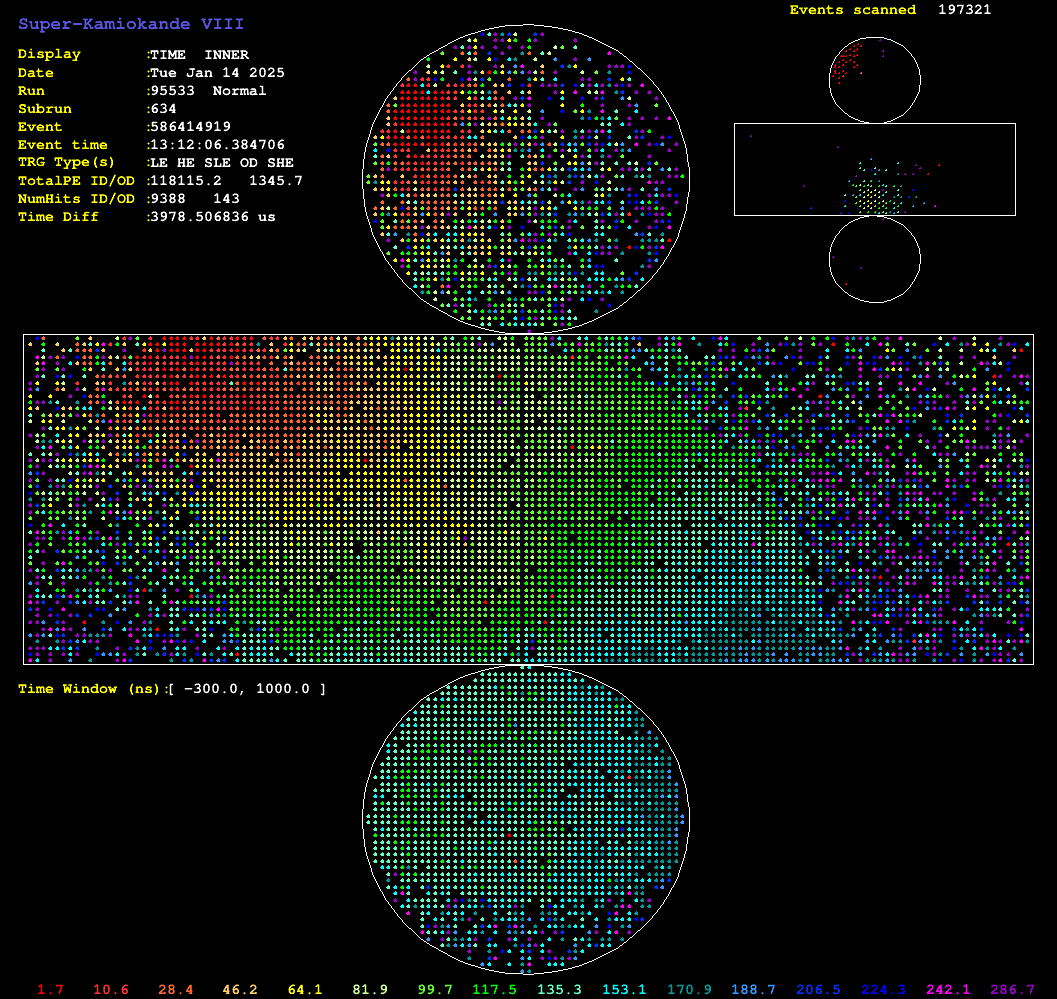 Super-Kamiokande VIII
Events scanned 197321
Display :TIME INNER
Date :Tue Jan 14 2025
Run :95533 Normal
Subrun :634
Event :586414919
Event time :13:12:06.384706
TRG Type(s) :LE HE SLE OD SHE
TotalPE ID/OD :118115.2 1345.7
NumHits ID/OD :9388 143
Time Diff :3978.506836 us
Time Window (ns):[ -300.0, 1000.0 ]
1.7 10.6 28.4 46.2 64.1 81.9 99.7 117.5 135.3 153.1 170.9 188.7 206.5 224.3 242.1 286.7